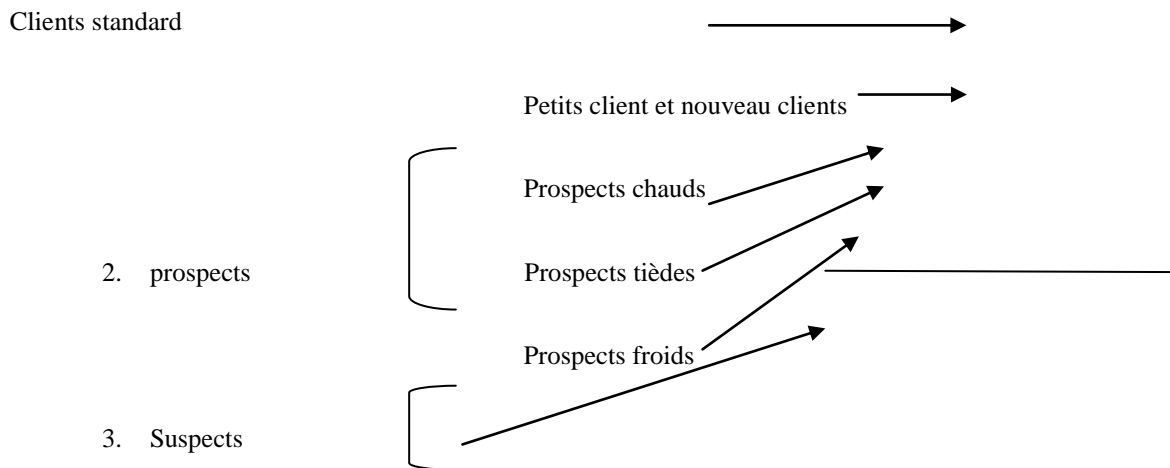 Clients standard
Petits client et nouveau clients
Prospects chauds
2. prospects
Prospects tièdes
Prospects froids
3. Suspects